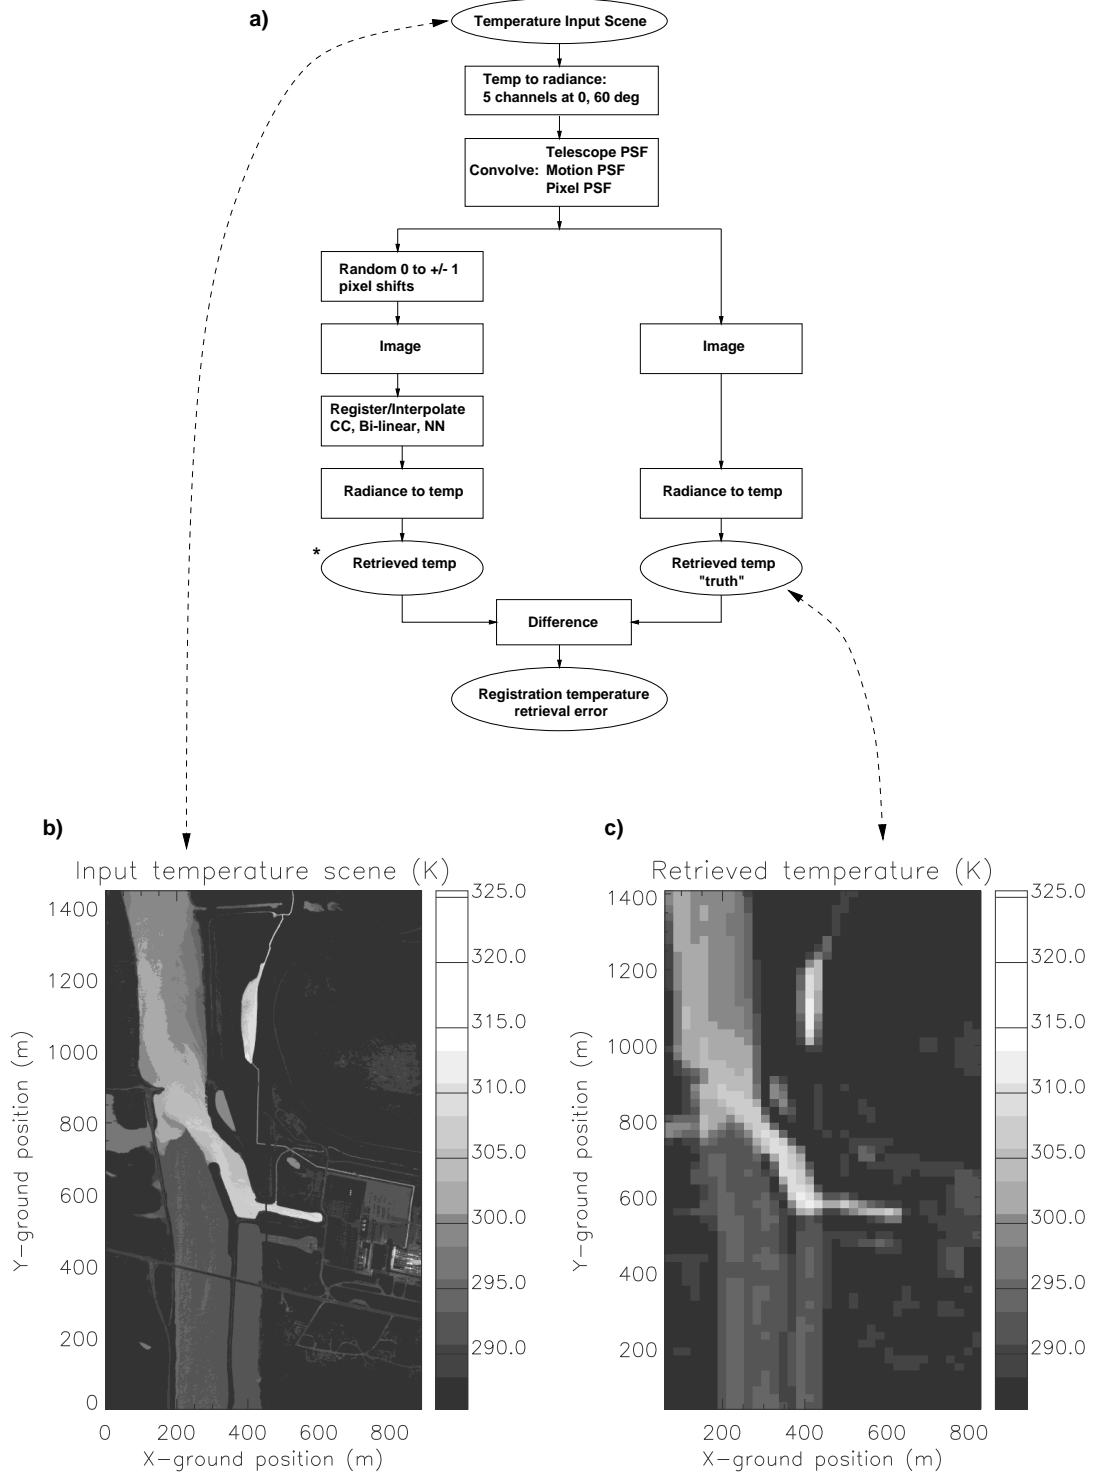 a)
Temperature Input Scene
Temp to radiance:
5 channels at 0, 60 deg
Telescope PSF
Convolve: Motion PSF
Pixel PSF
Random 0 to +/- 1
pixel shifts
Image
Image
Register/Interpolate
CC, Bi-linear, NN
Radiance to temp
Radiance to temp
*
Retrieved temp
Retrieved temp
"truth"
Difference
Registration temperature
retrieval error
b)
Input temperature scene (K)
1400
1200
1000
800
600
400
200
0
Y-ground position (m)
0 200 400 600 800
X-ground position (m)
325.0
320.0
315.0
310.0
305.0
300.0
295.0
290.0
c)
Retrieved temperature (K)
1400
1200
1000
800
600
400
200
Y-ground position (m)
200 400 600 800
X-ground position (m)
325.0
320.0
315.0
310.0
305.0
300.0
295.0
290.0